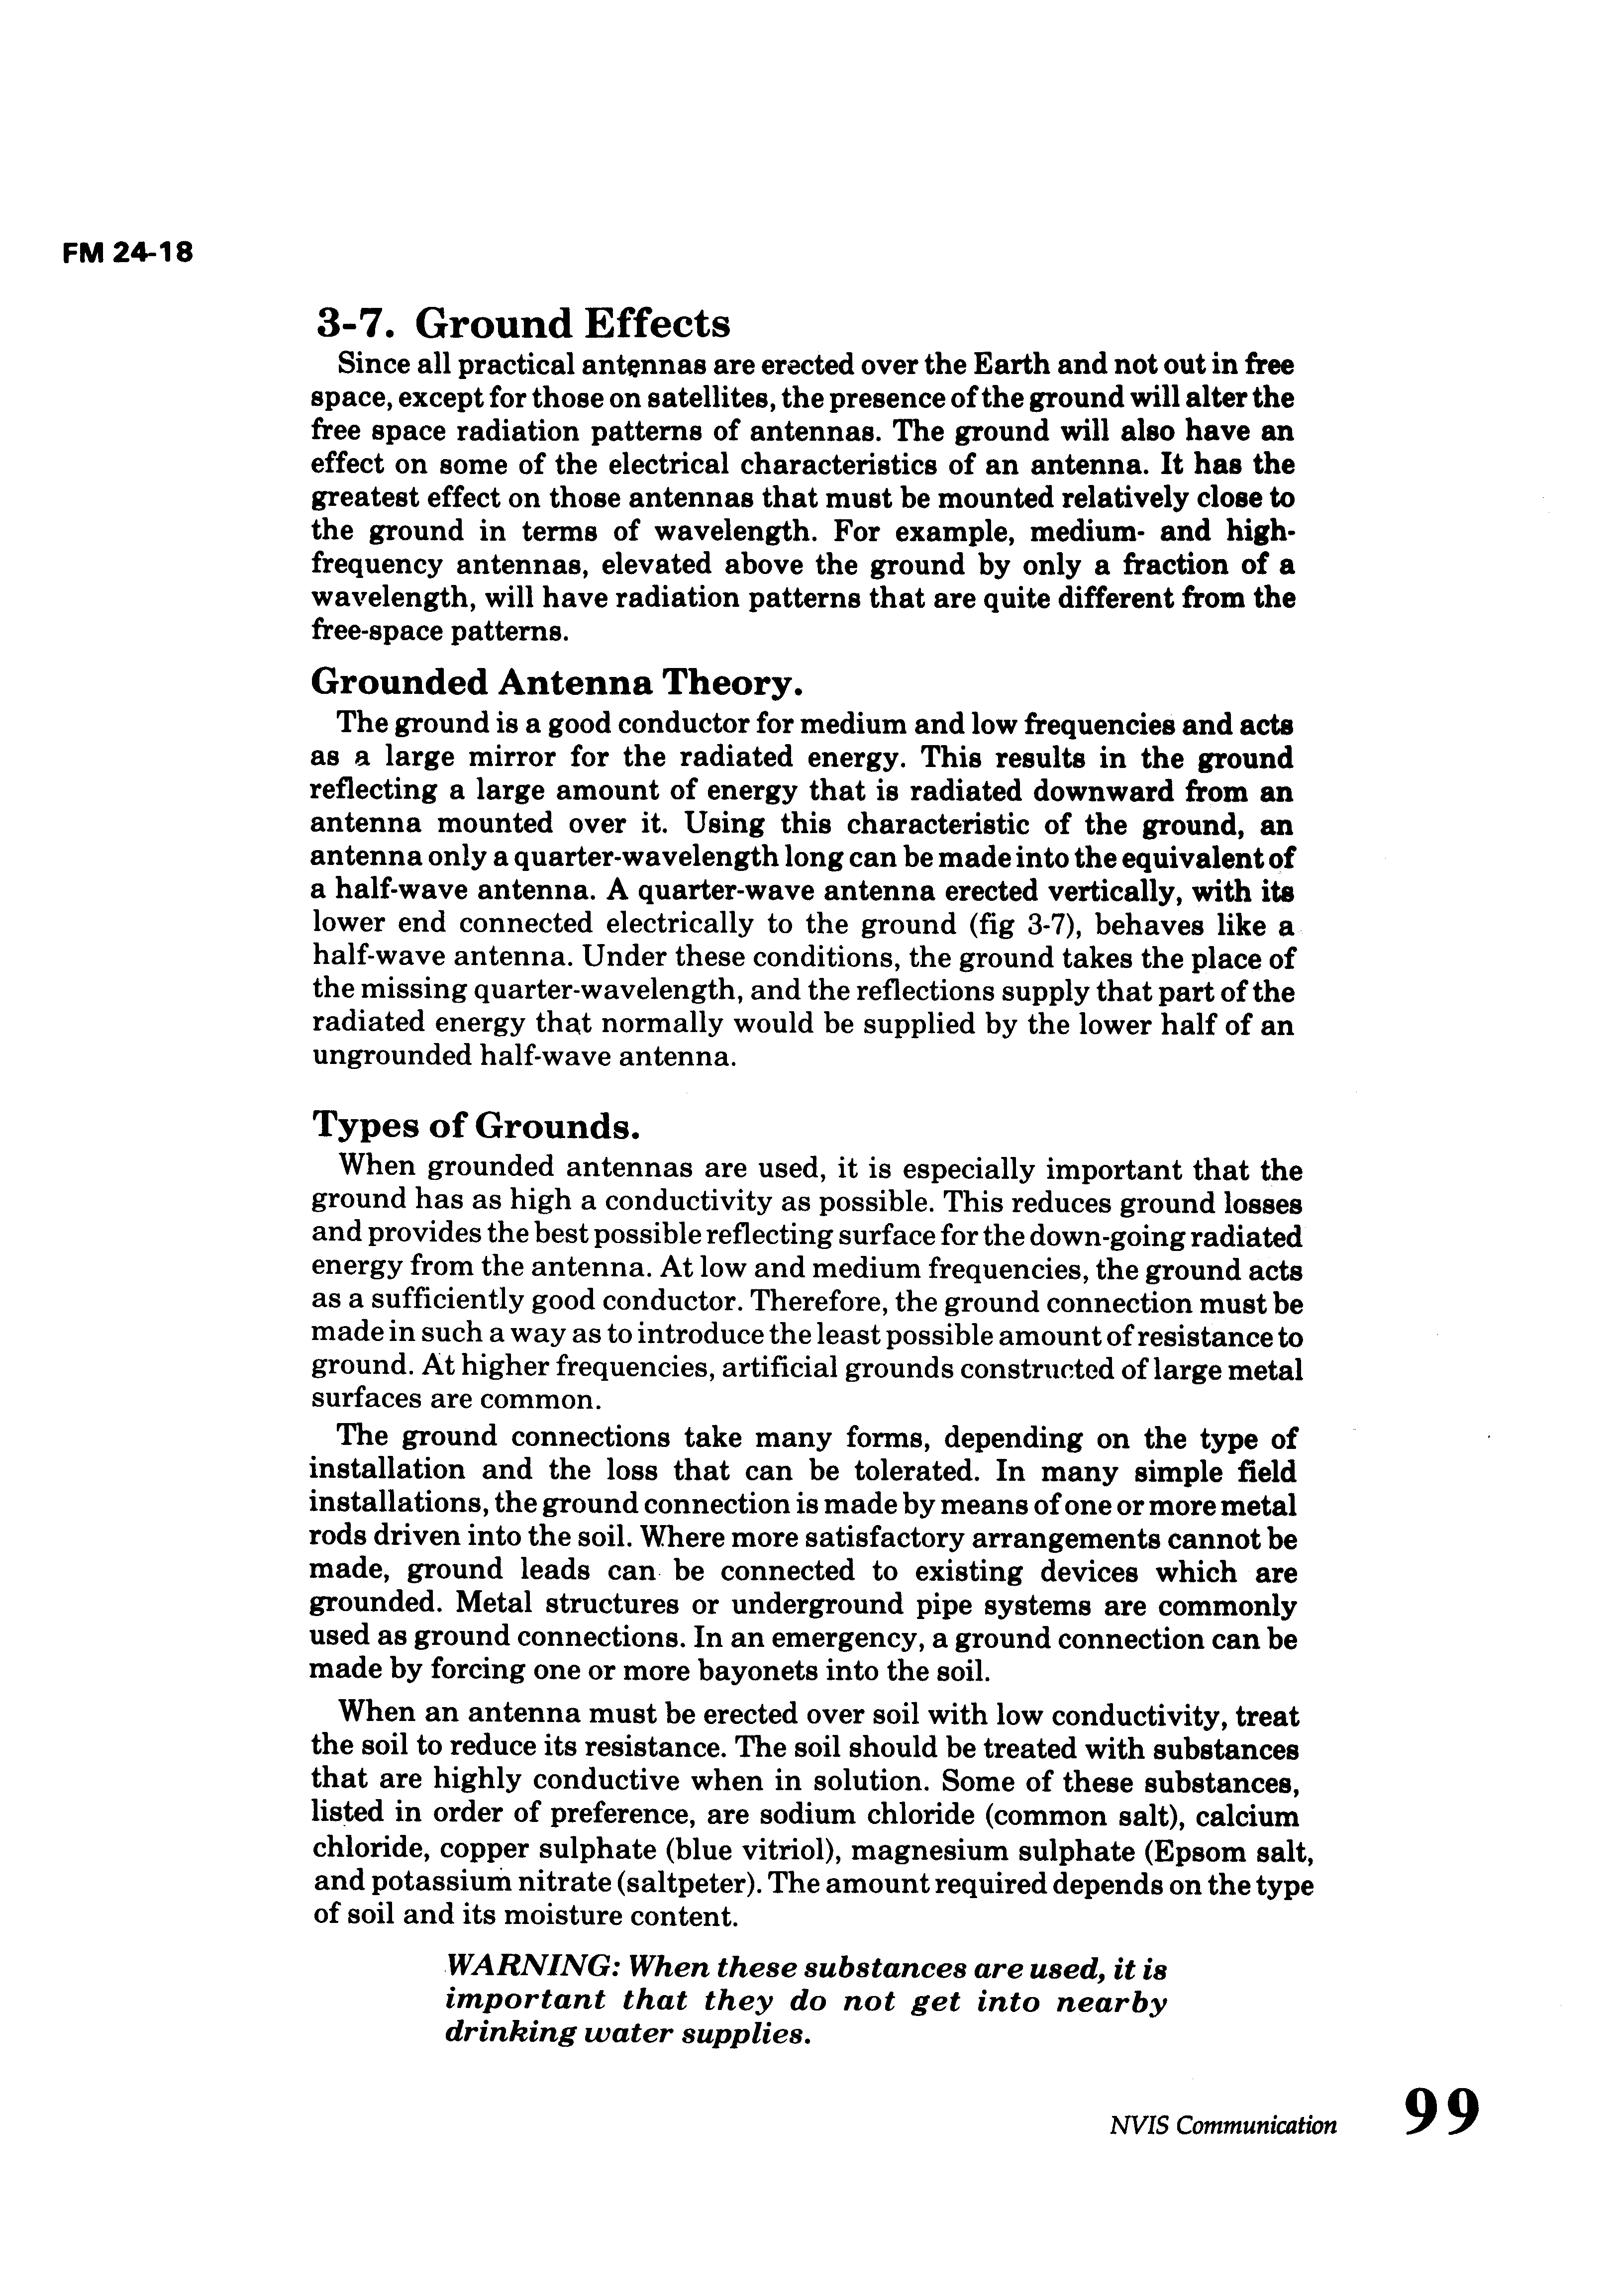 FM 24-18
3-7. Ground Effects
Since all practical antennas are erected over the Earth and not out in free
space, except for those on satellites, the presence of the ground will alter the
free space radiation patterns of antennas. The ground will also have an
effect on some of the electrical characteristics of an antenna. It has the
greatest effect on those antennas that must be mounted relatively close to
the ground in terms of wavelength. For example, medium- and high-
frequency antennas, elevated above the ground by only a fraction of a
wavelength, will have radiation patterns that are quite different from the
free-space patterns.
Grounded Antenna Theory.
The ground is a good conductor for medium and low frequencies and acts
as a large mirror for the radiated energy. This results in the ground
reflecting a large amount of energy that is radiated downward from an
antenna mounted over it. Using this characteristic of the ground, an
antenna only a quarter-wavelength long can be made into the equivalent of
a half-wave antenna. A quarter-wave antenna erected vertically, with its
lower end connected electrically to the ground (fig 3-7), behaves like a
half-wave antenna. Under these conditions, the ground takes the place of
the missing quarter-wavelength, and the reflections supply that part of the
radiated energy that normally would be supplied by the lower half of an
ungrounded half-wave antenna.
Types of Grounds.
When grounded antennas are used, it is especially important that the
ground has as high a conductivity as possible. This reduces ground losses
and provides the best possible reflecting surface for the down-going radiated
energy from the antenna. At low and medium frequencies, the ground acts
as a sufficiently good conductor. Therefore, the ground connection must be
made in such a way as to introduce the least possible amount of resistance to
ground. At higher frequencies, artificial grounds constructed of large metal
surfaces are common.
The ground connections take many forms, depending on the type of
installation and the loss that can be tolerated. In many simple field
installations, the ground connection is made by means of one or more metal
rods driven into the soil. Where more satisfactory arrangements cannot be
made, ground leads can be connected to existing devices which are
grounded. Metal structures or underground pipe systems are commonly
used as ground connections. In an emergency, a ground connection can be
made by forcing one or more bayonets into the soil.
When an antenna must be erected over soil with low conductivity, treat
the soil to reduce its resistance. The soil should be treated with substances
that are highly conductive when in solution. Some of these substances,
listed in order of preference, are sodium chloride (common salt), calcium
chloride, copper sulphate (blue vitriol), magnesium sulphate (Epsom salt,
and potassium nitrate (saltpeter). The amount required depends on the type
of soil and its moisture content.
WARNING: When these substances are used, it is
important that they do not get into nearby
drinking water supplies.
NVIS Communication 99